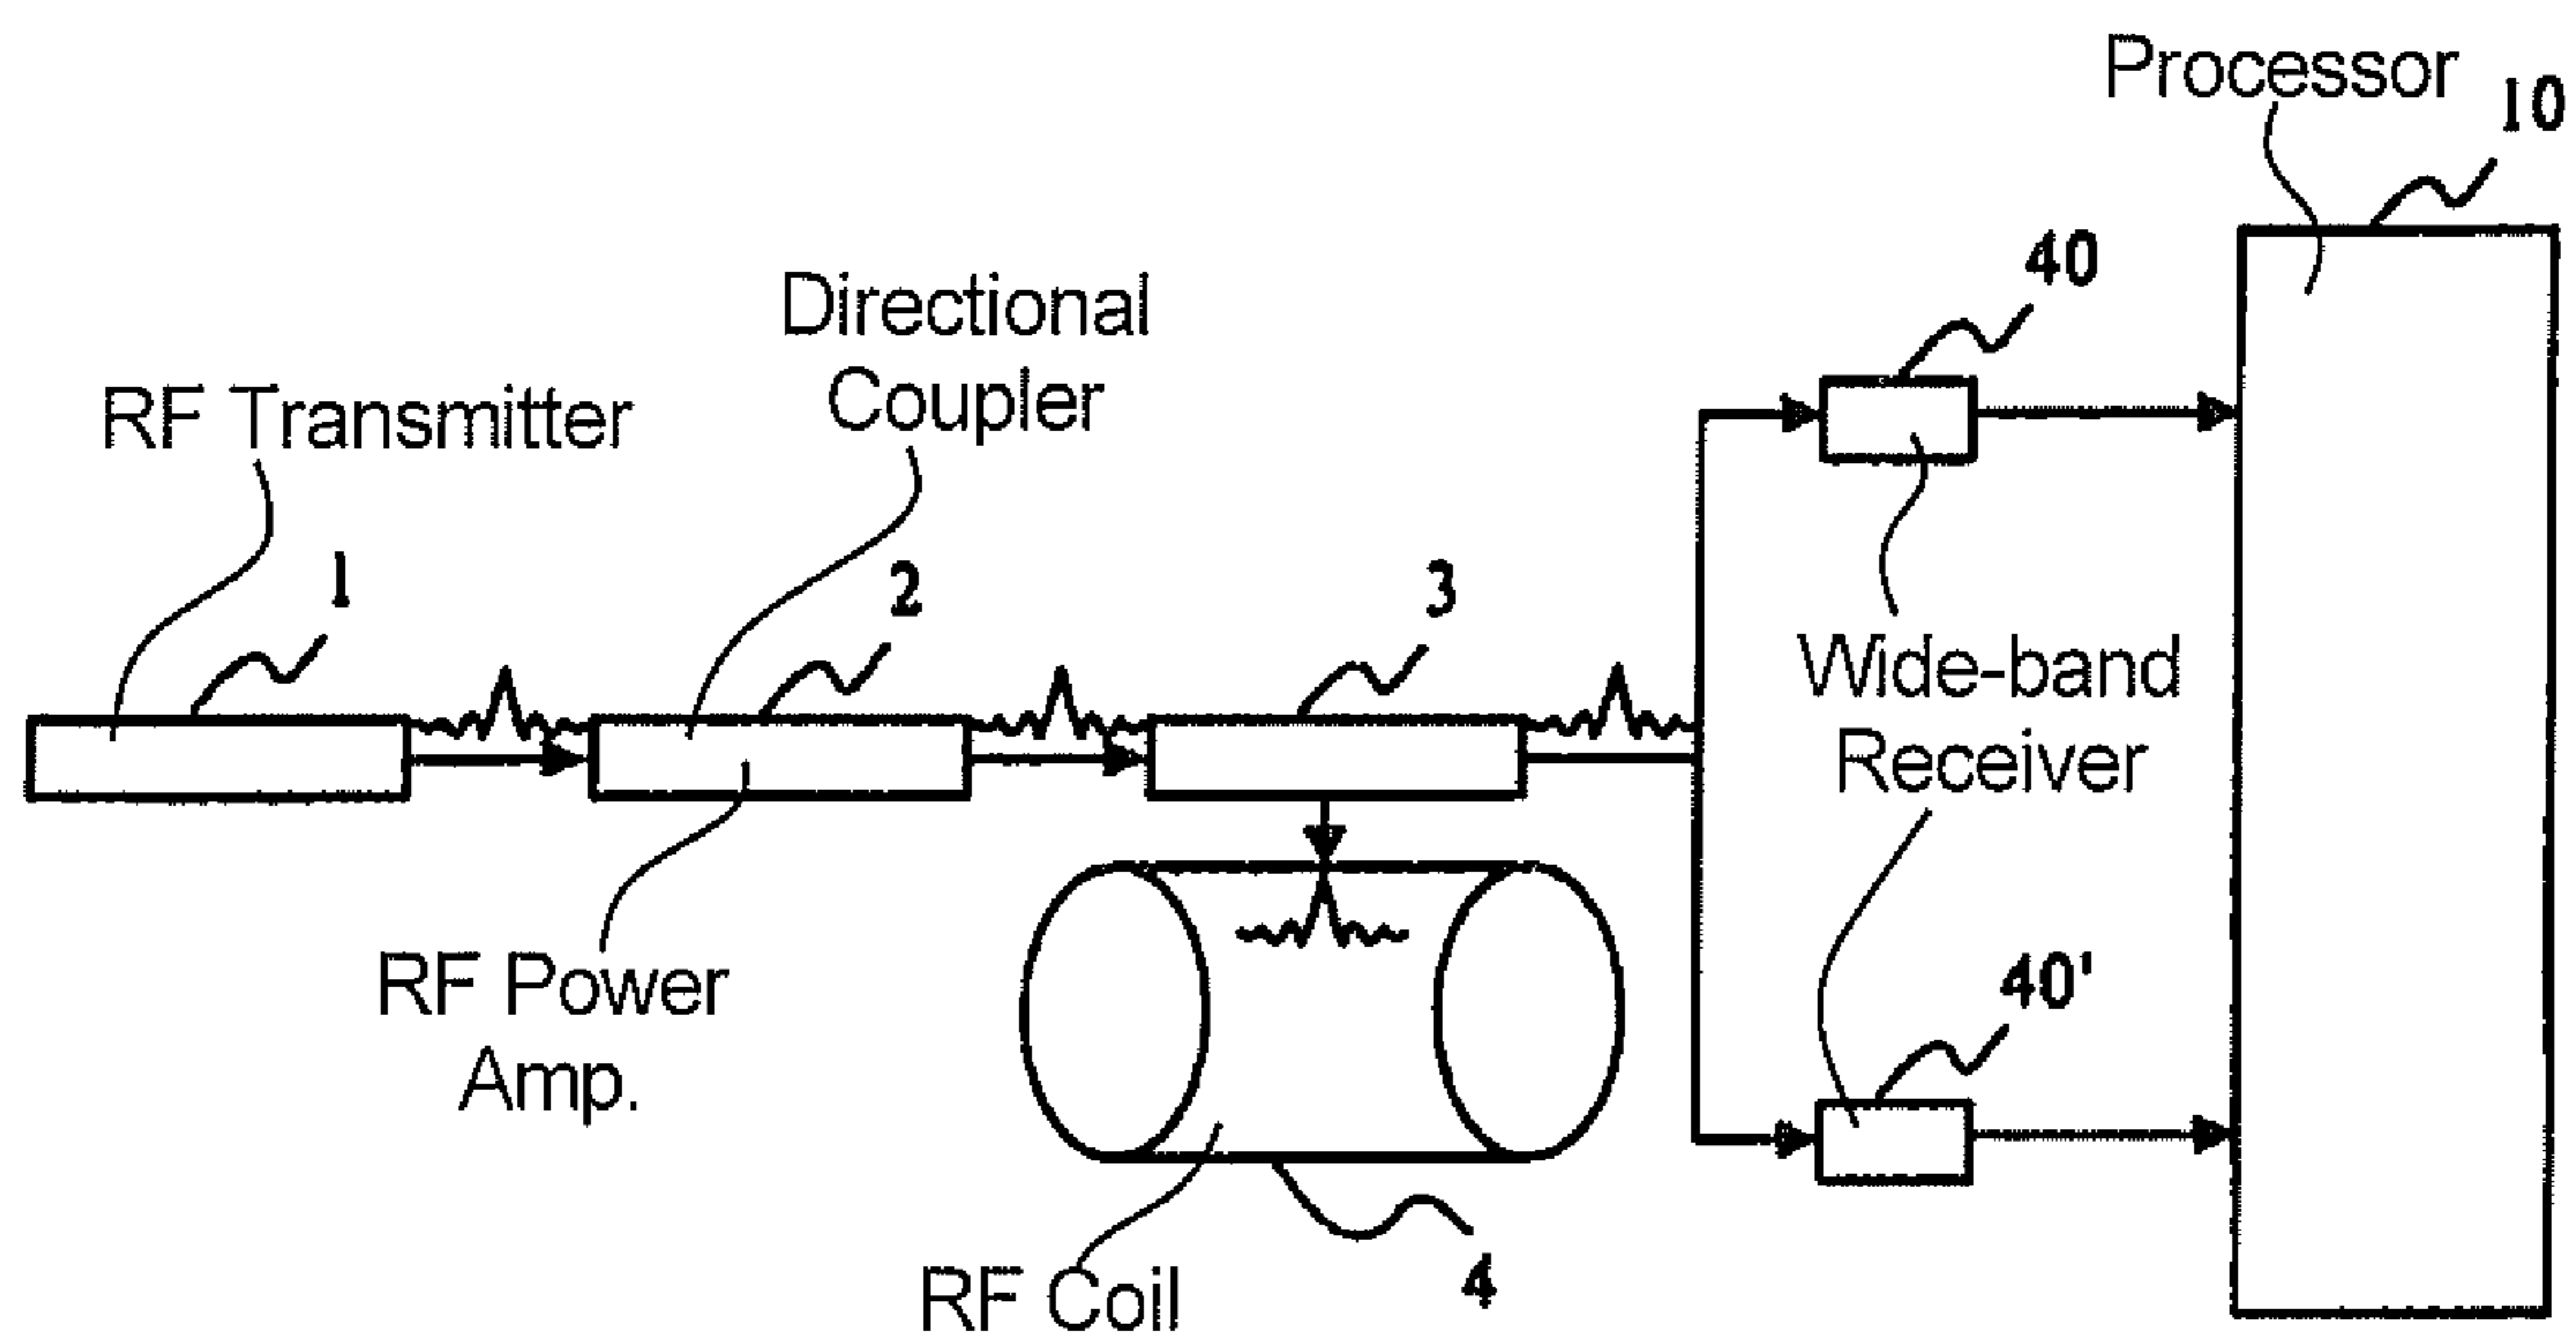 Processor
10
Directional
Coupler
40
RF Transmitter
1
2
3
Wide-band
Receiver
RF Power
Amp.
40'
RF Coil
4